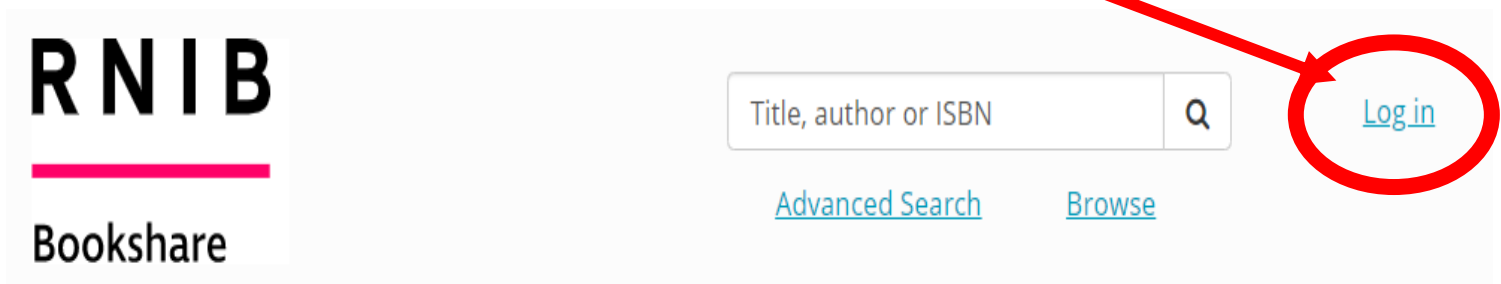 RNIB
Bookshare
Title, author or ISBN
Log in
Advanced Search Browse